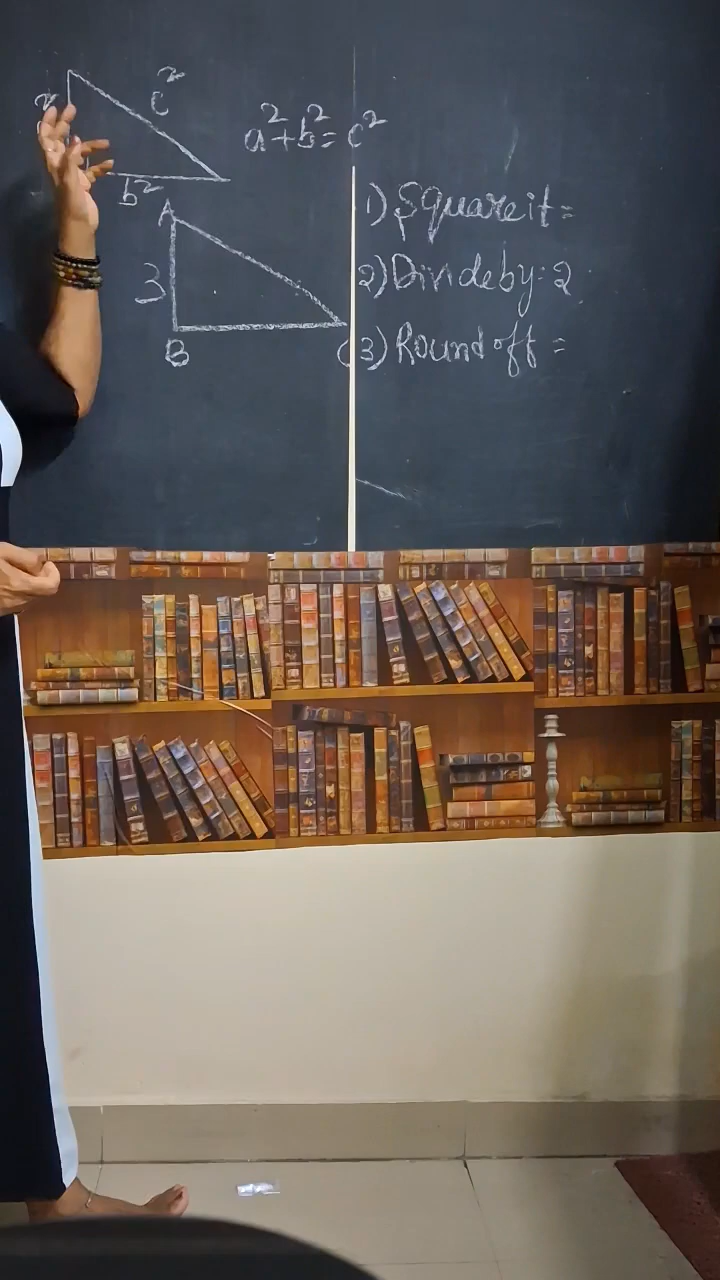 c²
b²
a²+b²=c²
A
3
B
C
1) Square it =
2) Divide by: 2
3) Round off =